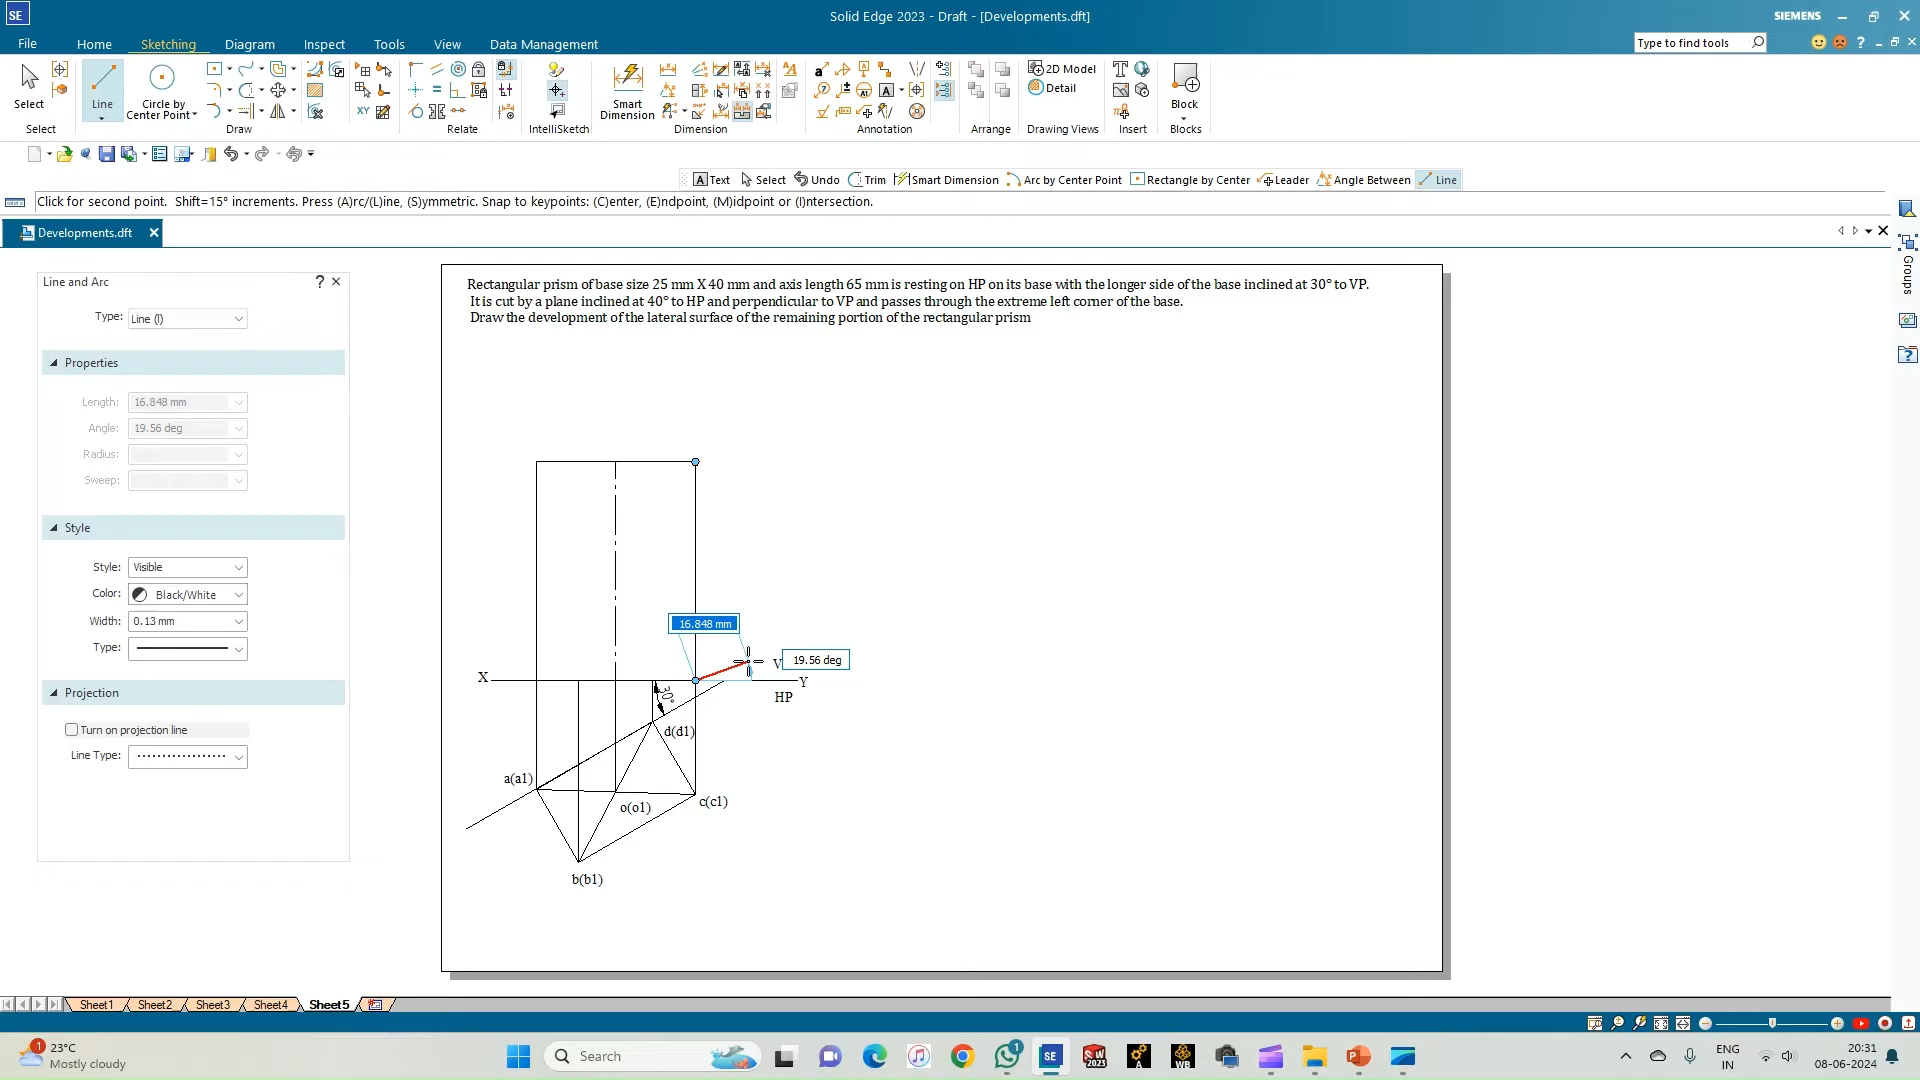 SE
Solid Edge 2023 - Draft - [Developments.dft]
SIEMENS
File
Home
Sketching
Diagram
Inspect
Tools
View
Data Management
Type to find tools
Select
Line
Circle by
Center Point
Smart
Dimension
2D Model
Detail
Block
Select
Draw
Relate
IntelliSketch
Dimension
Annotation
Arrange
Drawing Views
Insert
Blocks
Text
Select
Undo
Trim
Smart Dimension
Arc by Center Point
Rectangle by Center
Leader
Angle Between
Line
Click for second point.  Shift=15° increments. Press (A)rc/(L)ine, (S)ymmetric. Snap to keypoints: (C)enter, (E)ndpoint, (M)idpoint or (I)ntersection.
Developments.dft
Groups
Line and Arc
Type: Line (l)
Properties
Length: 16.848 mm
Angle: 19.56 deg
Radius:
Sweep:
Style
Style: Visible
Color: Black/White
Width: 0.13 mm
Type:
Projection
Turn on projection line
Line Type:
Rectangular prism of base size 25 mm X 40 mm and axis length 65 mm is resting on HP on its base with the longer side of the base inclined at 30° to VP.
It is cut by a plane inclined at 40° to HP and perpendicular to VP and passes through the extreme left corner of the base.
Draw the development of the lateral surface of the remaining portion of the rectangular prism
16.848 mm
V
19.56 deg
X
Y
HP
30°
d(d1)
a(a1)
o(o1)
c(c1)
b(b1)
Sheet1
Sheet2
Sheet3
Sheet4
Sheet5
1
23°C
Mostly cloudy
Search
1
SE
2023
A
WB
ENG
IN
20:31
08-06-2024